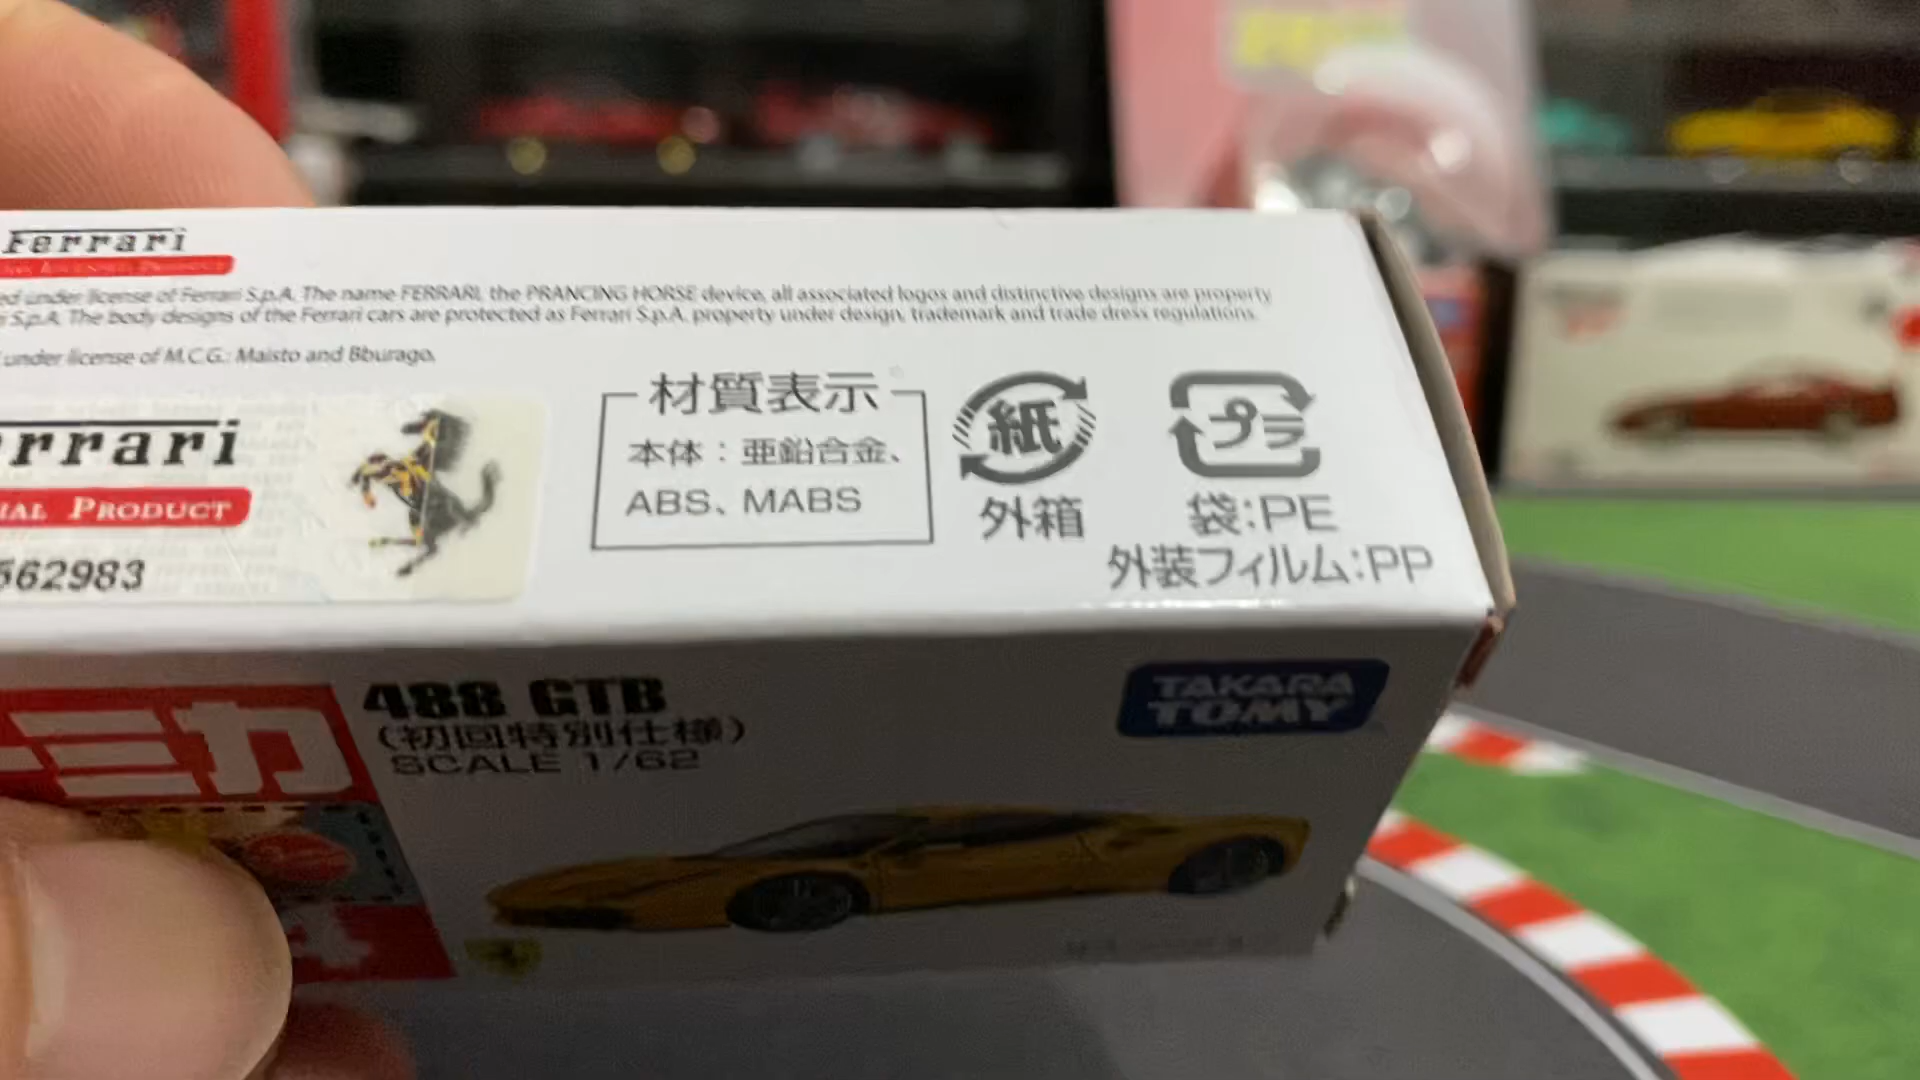 Ferrari
ed under license of Ferrari S.p.A. The name FERRARI, the PRANCING HORSE device, all associated logos and distinctive designs are property
S.p.A. The body designs of the Ferrari cars are protected as Ferrari S.p.A. property under design, trademark and trade dress regulations.
under license of M.C.G.: Maisto and Bburago.
rrari
IAL PRODUCT
562983
材質表示
本体：亜鉛合金、
ABS、MABS
紙
外箱
プラ
袋:PE
外装フィルム:PP
ミカ
488 GTB
(初回特別仕様)
SCALE 1/62
TAKARA
TOMY